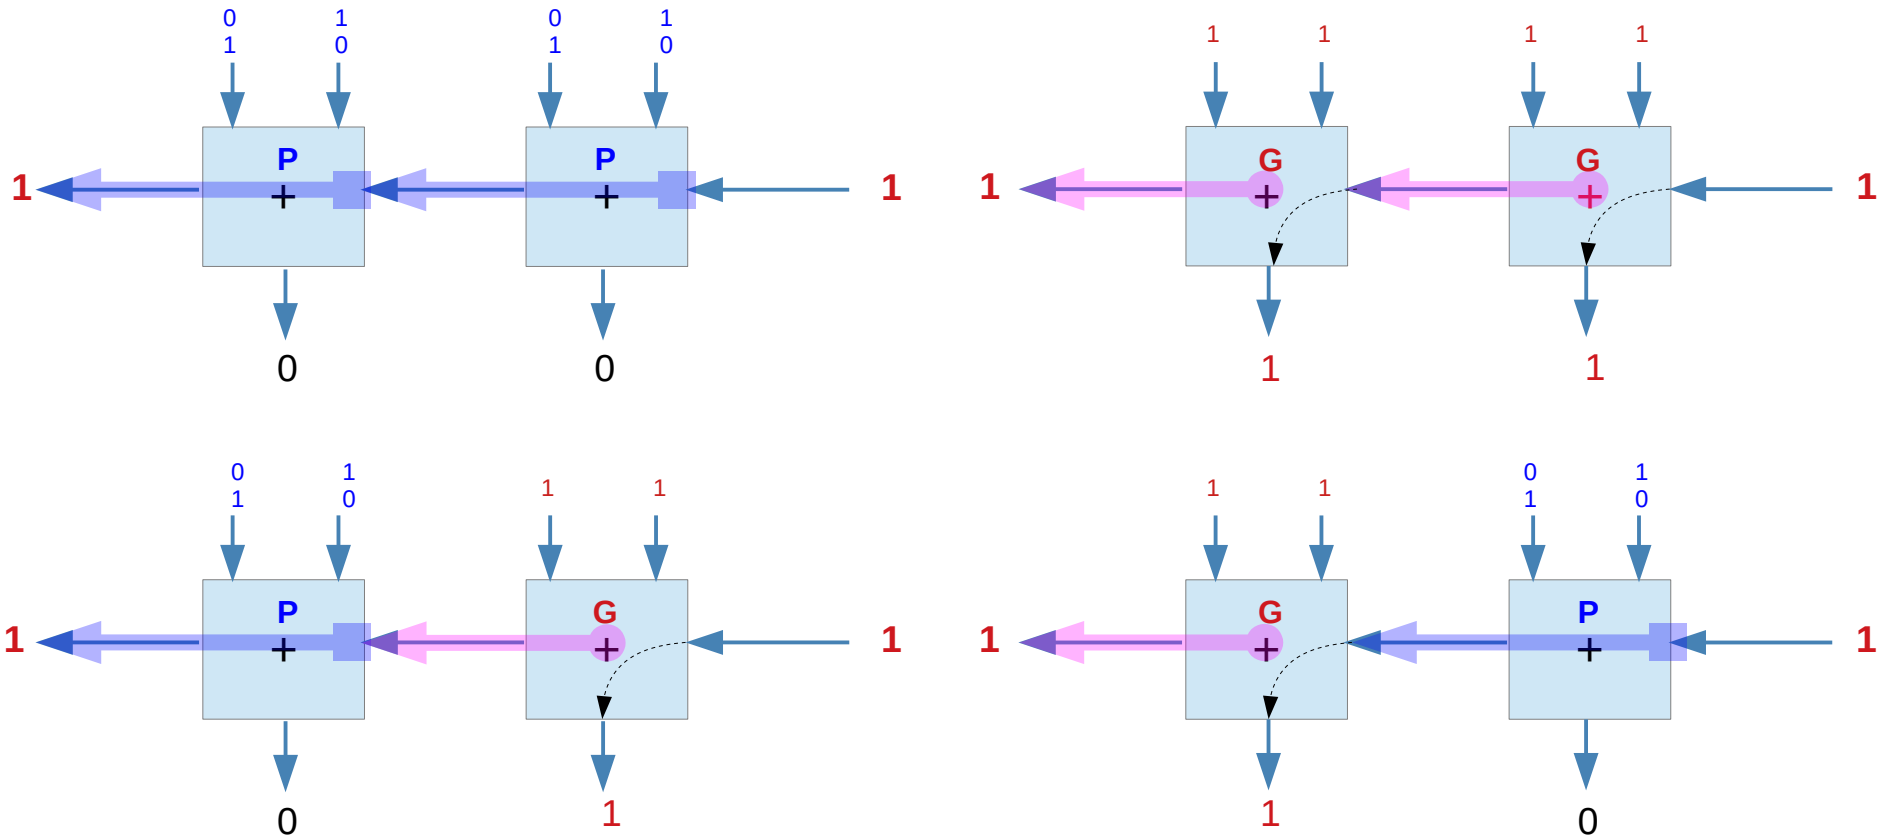 0 1 0 1
1 0 1 0
P P
1 + + 1
0 0
1 1 1 1
G G
1 + + 1
1 1
0 1 1 1
1 0
P G
1 + + 1
0 1
1 1 0 1
1 0
G P
1 + + 1
1 0